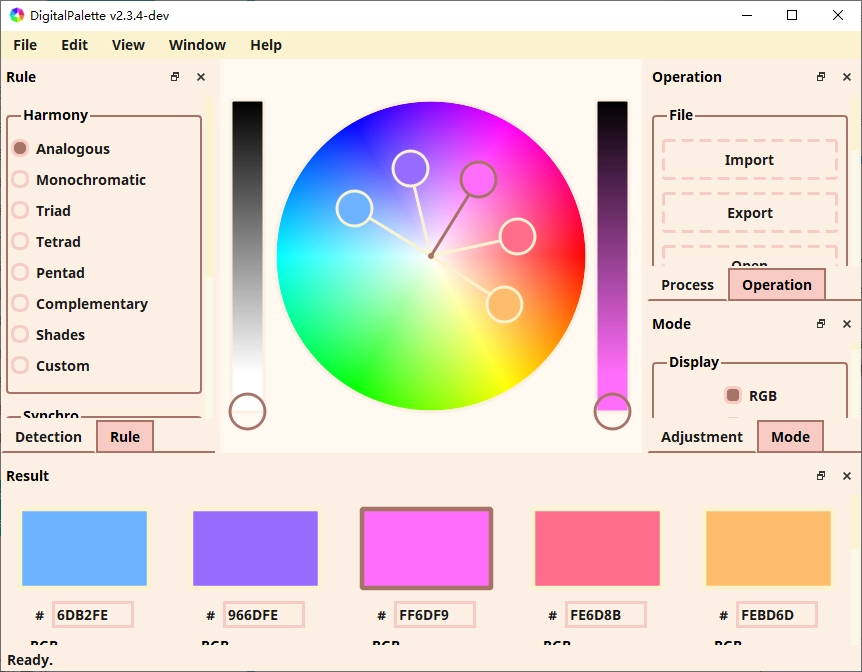 DigitalPalette v2.3.4-dev
File Edit View Window Help
Rule
Harmony
Analogous
Monochromatic
Triad
Tetrad
Pentad
Complementary
Shades
Custom
Synchro
Detection Rule
Operation
File
Import
Export
Open
Process Operation
Mode
Display
RGB
Adjustment Mode
Result
# 6DB2FE # 966DFE # FF6DF9 # FE6D8B # FEBD6D
RGB RGB RGB RGB RGB
Ready.